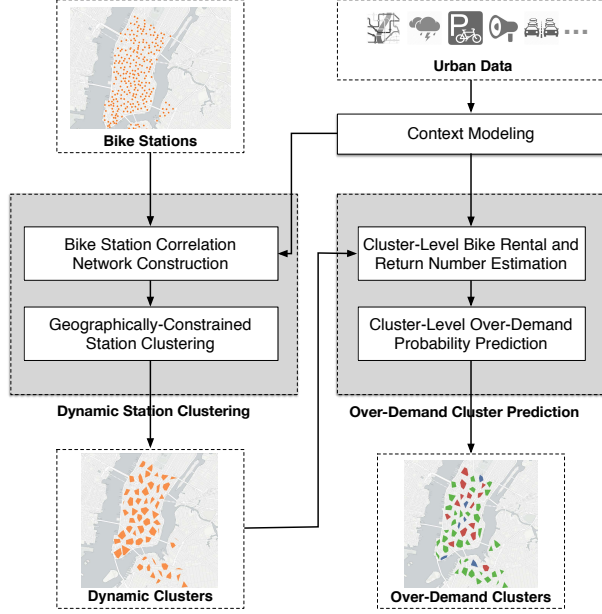 P
Urban Data
Bike Stations
Context Modeling
Bike Station Correlation
Network Construction
Cluster-Level Bike Rental and
Return Number Estimation
Geographically-Constrained
Station Clustering
Cluster-Level Over-Demand
Probability Prediction
Dynamic Station Clustering
Over-Demand Cluster Prediction
Dynamic Clusters
Over-Demand Clusters